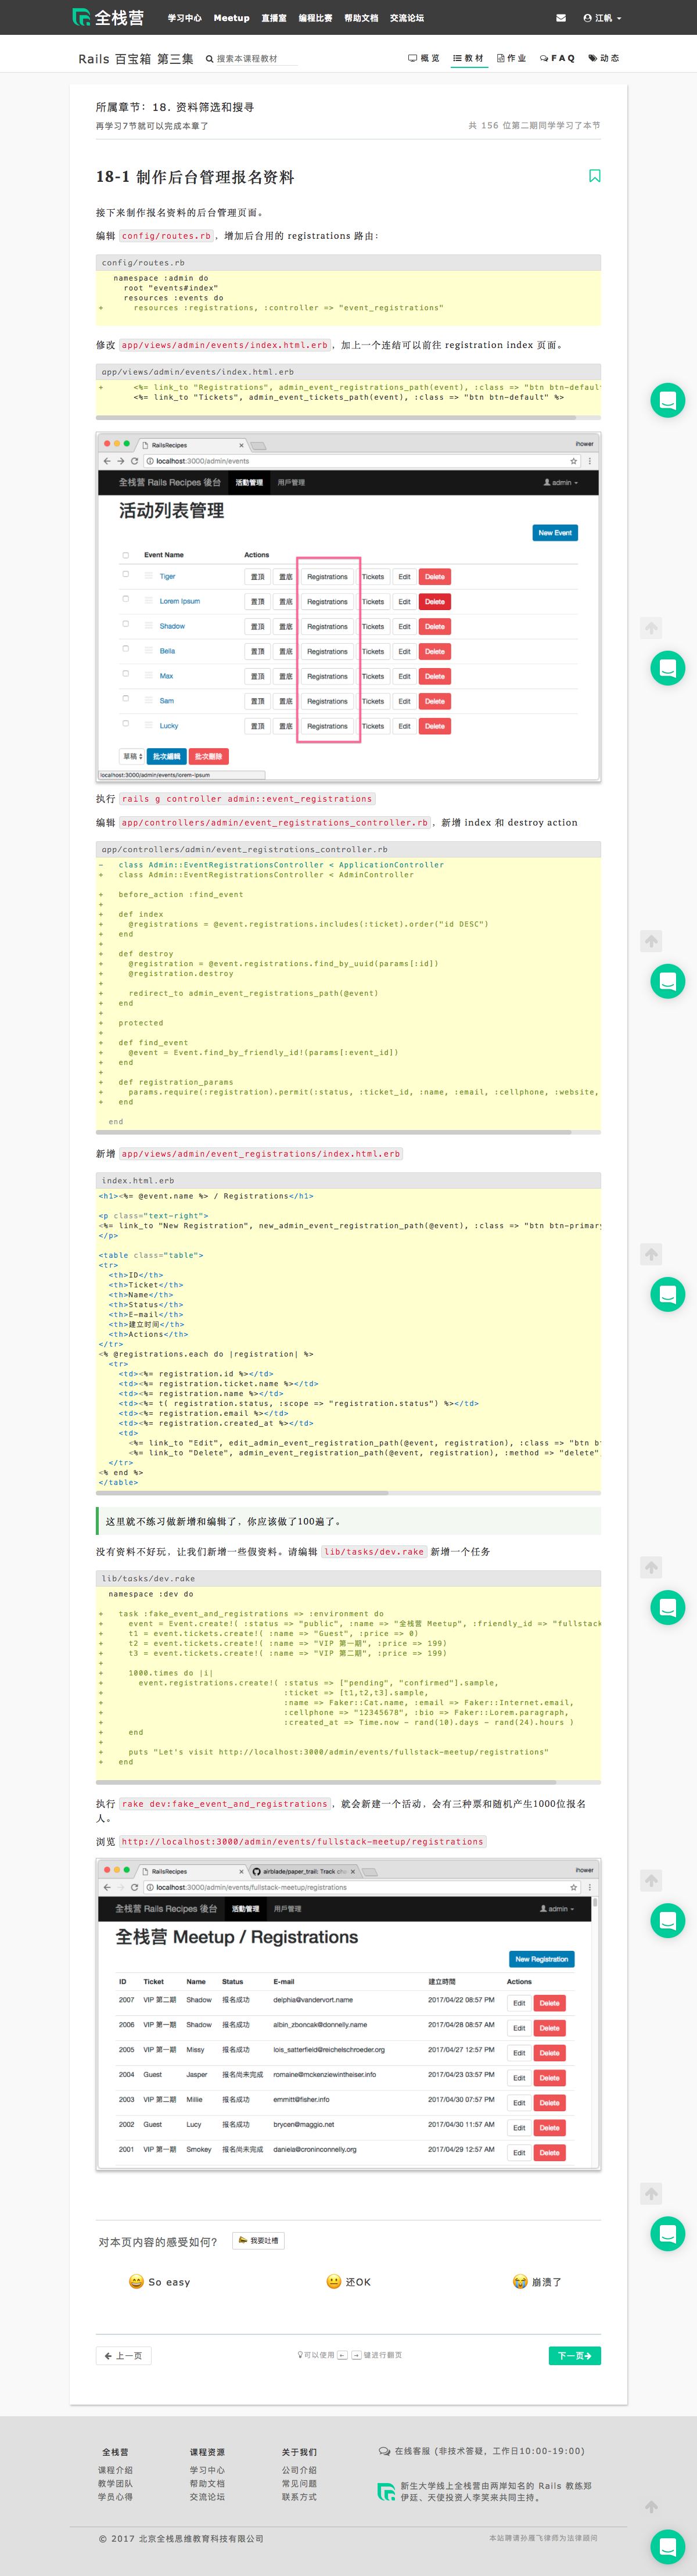 全栈营 学习中心 Meetup 直播室 编程比赛 帮助文档 交流论坛 江帆
Rails 百宝箱 第三集 搜索本课程教材 概览 教材 作业 FAQ 动态
所属章节：18. 资料筛选和搜寻
再学习7节就可以完成本章了 共 156 位第二期同学学习了本节
18-1 制作后台管理报名资料
接下来制作报名资料的后台管理页面。
编辑 config/routes.rb，增加后台用的 registrations 路由：
config/routes.rb
namespace :admin do
root "events#index"
resources :events do
+ resources :registrations, :controller => "event_registrations"
修改 app/views/admin/events/index.html.erb，加上一个连结可以前往 registration index 页面。
app/views/admin/events/index.html.erb
+ <%= link_to "Registrations", admin_event_registrations_path(event), :class => "btn btn-defaul
<%= link_to "Tickets", admin_event_tickets_path(event), :class => "btn btn-default" %>
RailsRecipes ihower
localhost:3000/admin/events
全栈营 Rails Recipes 後台 活動管理 用戶管理 admin
活动列表管理
New Event
Event Name Actions
Tiger 置頂 置底 Registrations Tickets Edit Delete
Lorem Ipsum 置頂 置底 Registrations Tickets Edit Delete
Shadow 置頂 置底 Registrations Tickets Edit Delete
Bella 置頂 置底 Registrations Tickets Edit Delete
Max 置頂 置底 Registrations Tickets Edit Delete
Sam 置頂 置底 Registrations Tickets Edit Delete
Lucky 置頂 置底 Registrations Tickets Edit Delete
草稿 批次編輯 批次刪除
localhost:3000/admin/events/lorem-ipsum
执行 rails g controller admin::event_registrations
编辑 app/controllers/admin/event_registrations_controller.rb，新增 index 和 destroy action
app/controllers/admin/event_registrations_controller.rb
- class Admin::EventRegistrationsController < ApplicationController
+ class Admin::EventRegistrationsController < AdminController
+ before_action :find_event
+
+ def index
+ @registrations = @event.registrations.includes(:ticket).order("id DESC")
+ end
+
+ def destroy
+ @registration = @event.registrations.find_by_uuid(params[:id])
+ @registration.destroy
+
+ redirect_to admin_event_registrations_path(@event)
+ end
+
+ protected
+
+ def find_event
+ @event = Event.find_by_friendly_id!(params[:event_id])
+ end
+
+ def registration_params
+ params.require(:registration).permit(:status, :ticket_id, :name, :email, :cellphone, :website,
+ end
end
新增 app/views/admin/event_registrations/index.html.erb
index.html.erb
<h1><%= @event.name %> / Registrations</h1>
<p class="text-right">
<%= link_to "New Registration", new_admin_event_registration_path(@event), :class => "btn btn-primary
</p>
<table class="table">
<tr>
<th>ID</th>
<th>Ticket</th>
<th>Name</th>
<th>Status</th>
<th>E-mail</th>
<th>建立时间</th>
<th>Actions</th>
</tr>
<% @registrations.each do |registration| %>
<tr>
<td><%= registration.id %></td>
<td><%= registration.ticket.name %></td>
<td><%= registration.name %></td>
<td><%= t( registration.status, :scope => "registration.status") %></td>
<td><%= registration.email %></td>
<td><%= registration.created_at %></td>
<td>
<%= link_to "Edit", edit_admin_event_registration_path(@event, registration), :class => "btn bt
<%= link_to "Delete", admin_event_registration_path(@event, registration), :method => "delete"
</tr>
<% end %>
</table>
这里就不练习做新增和编辑了，你应该做了100遍了。
没有资料不好玩，让我们新增一些假资料。请编辑 lib/tasks/dev.rake 新增一个任务
lib/tasks/dev.rake
namespace :dev do
+ task :fake_event_and_registrations => :environment do
+ event = Event.create!( :status => "public", :name => "全栈营 Meetup", :friendly_id => "fullstack
+ t1 = event.tickets.create!( :name => "Guest", :price => 0)
+ t2 = event.tickets.create!( :name => "VIP 第一期", :price => 199)
+ t3 = event.tickets.create!( :name => "VIP 第二期", :price => 199)
+
+ 1000.times do |i|
+ event.registrations.create!( :status => ["pending", "confirmed"].sample,
+ :ticket => [t1,t2,t3].sample,
+ :name => Faker::Cat.name, :email => Faker::Internet.email,
+ :cellphone => "12345678", :bio => Faker::Lorem.paragraph,
+ :created_at => Time.now - rand(10).days - rand(24).hours )
+ end
+
+ puts "Let's visit http://localhost:3000/admin/events/fullstack-meetup/registrations"
+ end
执行 rake dev:fake_event_and_registrations，就会新建一个活动，会有三种票和随机产生1000位报名
人。
浏览 http://localhost:3000/admin/events/fullstack-meetup/registrations
RailsRecipes airblade/paper_trail: Track cha ihower
localhost:3000/admin/events/fullstack-meetup/registrations
全栈营 Rails Recipes 後台 活動管理 用戶管理 admin
全栈营 Meetup / Registrations
New Registration
ID Ticket Name Status E-mail 建立時間 Actions
2007 VIP 第二期 Shadow 报名成功 delphia@vandervort.name 2017/04/22 08:57 PM Edit Delete
2006 VIP 第一期 Shadow 报名成功 albin_zboncak@donnelly.name 2017/04/28 08:57 AM Edit Delete
2005 VIP 第一期 Missy 报名成功 lois_satterfield@reichelschroeder.org 2017/04/27 12:57 PM Edit Delete
2004 Guest Jasper 报名尚未完成 romaine@mckenziewintheiser.info 2017/04/23 03:57 PM Edit Delete
2003 VIP 第二期 Millie 报名成功 emmitt@fisher.info 2017/04/30 07:57 PM Edit Delete
2002 Guest Lucy 报名成功 brycen@maggio.net 2017/04/30 11:57 AM Edit Delete
2001 VIP 第一期 Smokey 报名尚未完成 daniela@croninconnelly.org 2017/04/29 12:57 AM Edit Delete
对本页内容的感受如何? 我要吐槽
So easy 还OK 崩溃了
上一页 可以使用 ← → 键进行翻页 下一页
全栈营 课程资源 关于我们 在线客服 (非技术答疑，工作日10:00-19:00)
课程介绍 学习中心 公司介绍
教学团队 帮助文档 常见问题 新生大学线上全栈营由两岸知名的 Rails 教练郑
学员心得 交流论坛 联系方式 伊廷、天使投资人李笑来共同主持。
© 2017 北京全栈思维教育科技有限公司 本站聘请孙雁飞律师为法律顾问